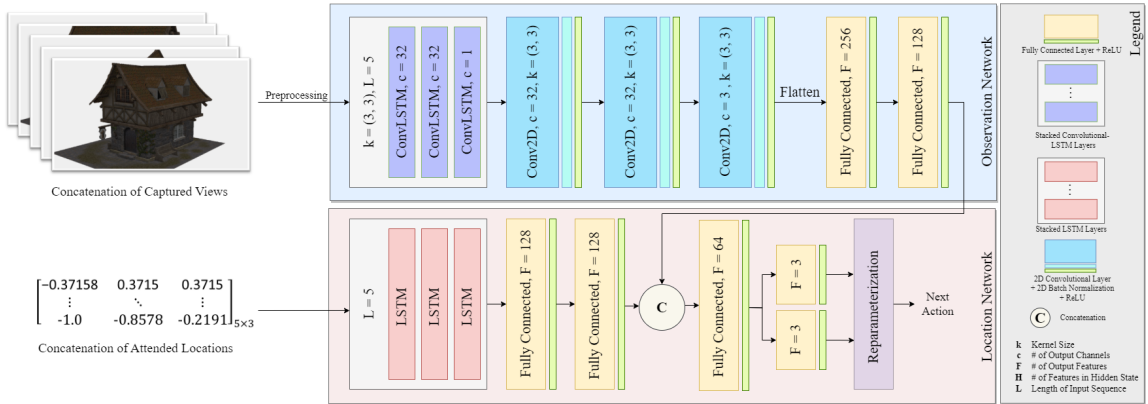 Concatenation of Captured Views
Preprocessing
k = (3, 3), L = 5
ConvLSTM, c = 32
ConvLSTM, c = 32
ConvLSTM, c = 1
Conv2D, c = 32, k = (3, 3)
Conv2D, c = 32, k = (3, 3)
Conv2D, c = 3 , k = (3, 3)
Flatten
Fully Connected, F = 256
Fully Connected, F = 128
Observation Network
-0.37158 0.3715 0.3715
⋮ ⋱ ⋮
-1.0 -0.8578 -0.2191
5×3
Concatenation of Attended Locations
L = 5
LSTM
LSTM
LSTM
Fully Connected, F = 128
Fully Connected, F = 128
C
Fully Connected, F = 64
F = 3
F = 3
Reparameterization
Next
Action
Location Network
Legend
Fully Connected Layer + ReLU
Stacked Convolutional-
LSTM Layers
Stacked LSTM Layers
2D Convolutional Layer
+ 2D Batch Normalization
+ ReLU
C Concatenation
k Kernel Size
c # of Output Channels
F # of Output Features
H # of Features in Hidden State
L Length of Input Sequence